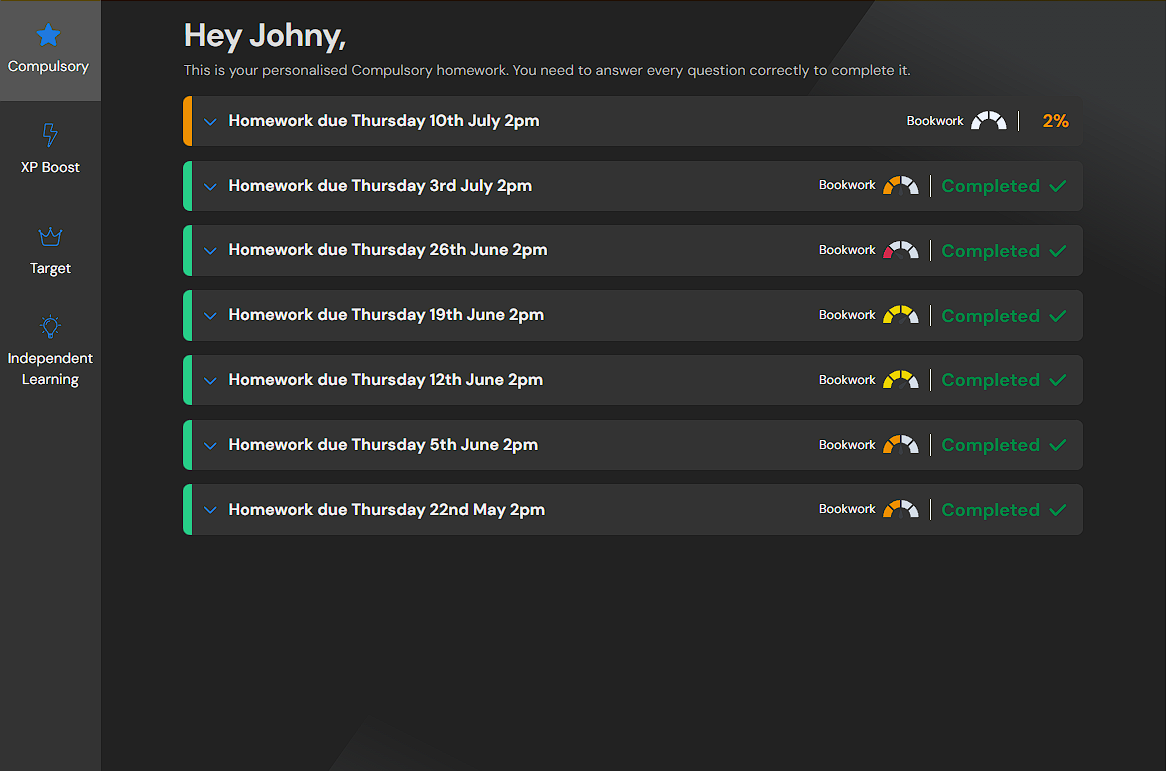 Compulsory
XP Boost
Target
Independent
Learning
Hey Johny,
This is your personalised Compulsory homework. You need to answer every question correctly to complete it.
Homework due Thursday 10th July 2pm Bookwork 2%
Homework due Thursday 3rd July 2pm Bookwork Completed
Homework due Thursday 26th June 2pm Bookwork Completed
Homework due Thursday 19th June 2pm Bookwork Completed
Homework due Thursday 12th June 2pm Bookwork Completed
Homework due Thursday 5th June 2pm Bookwork Completed
Homework due Thursday 22nd May 2pm Bookwork Completed